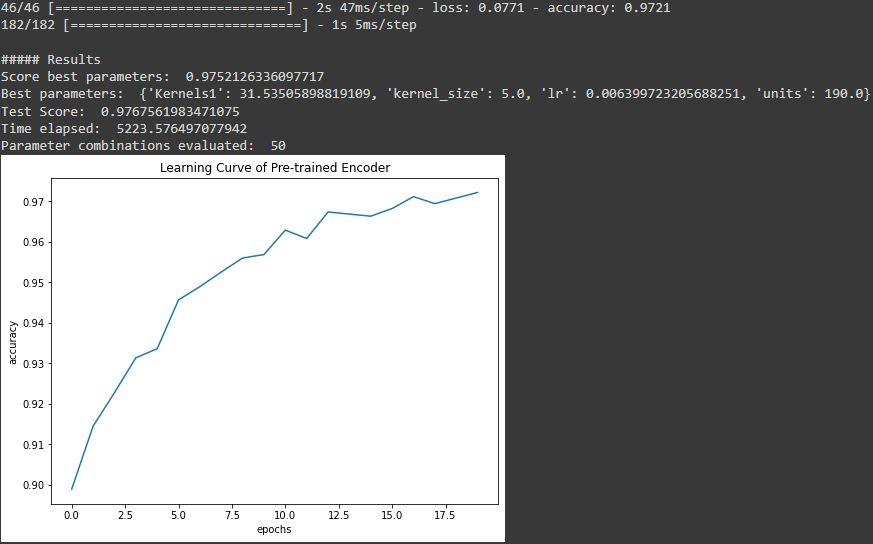 46/46 [==============================] - 2s 47ms/step - loss: 0.0771 - accuracy: 0.9721
182/182 [==============================] - 1s 5ms/step
##### Results
Score best parameters:  0.9752126336097717
Best parameters:  {'Kernels1': 31.53505898819109, 'kernel_size': 5.0, 'lr': 0.006399723205688251, 'units': 190.0}
Test Score:  0.9767561983471075
Time elapsed:  5223.576497077942
Parameter combinations evaluated:  50
Learning Curve of Pre-trained Encoder
0.97
0.96
0.95
0.94
0.93
0.92
0.91
0.90
accuracy
0.0 2.5 5.0 7.5 10.0 12.5 15.0 17.5
epochs